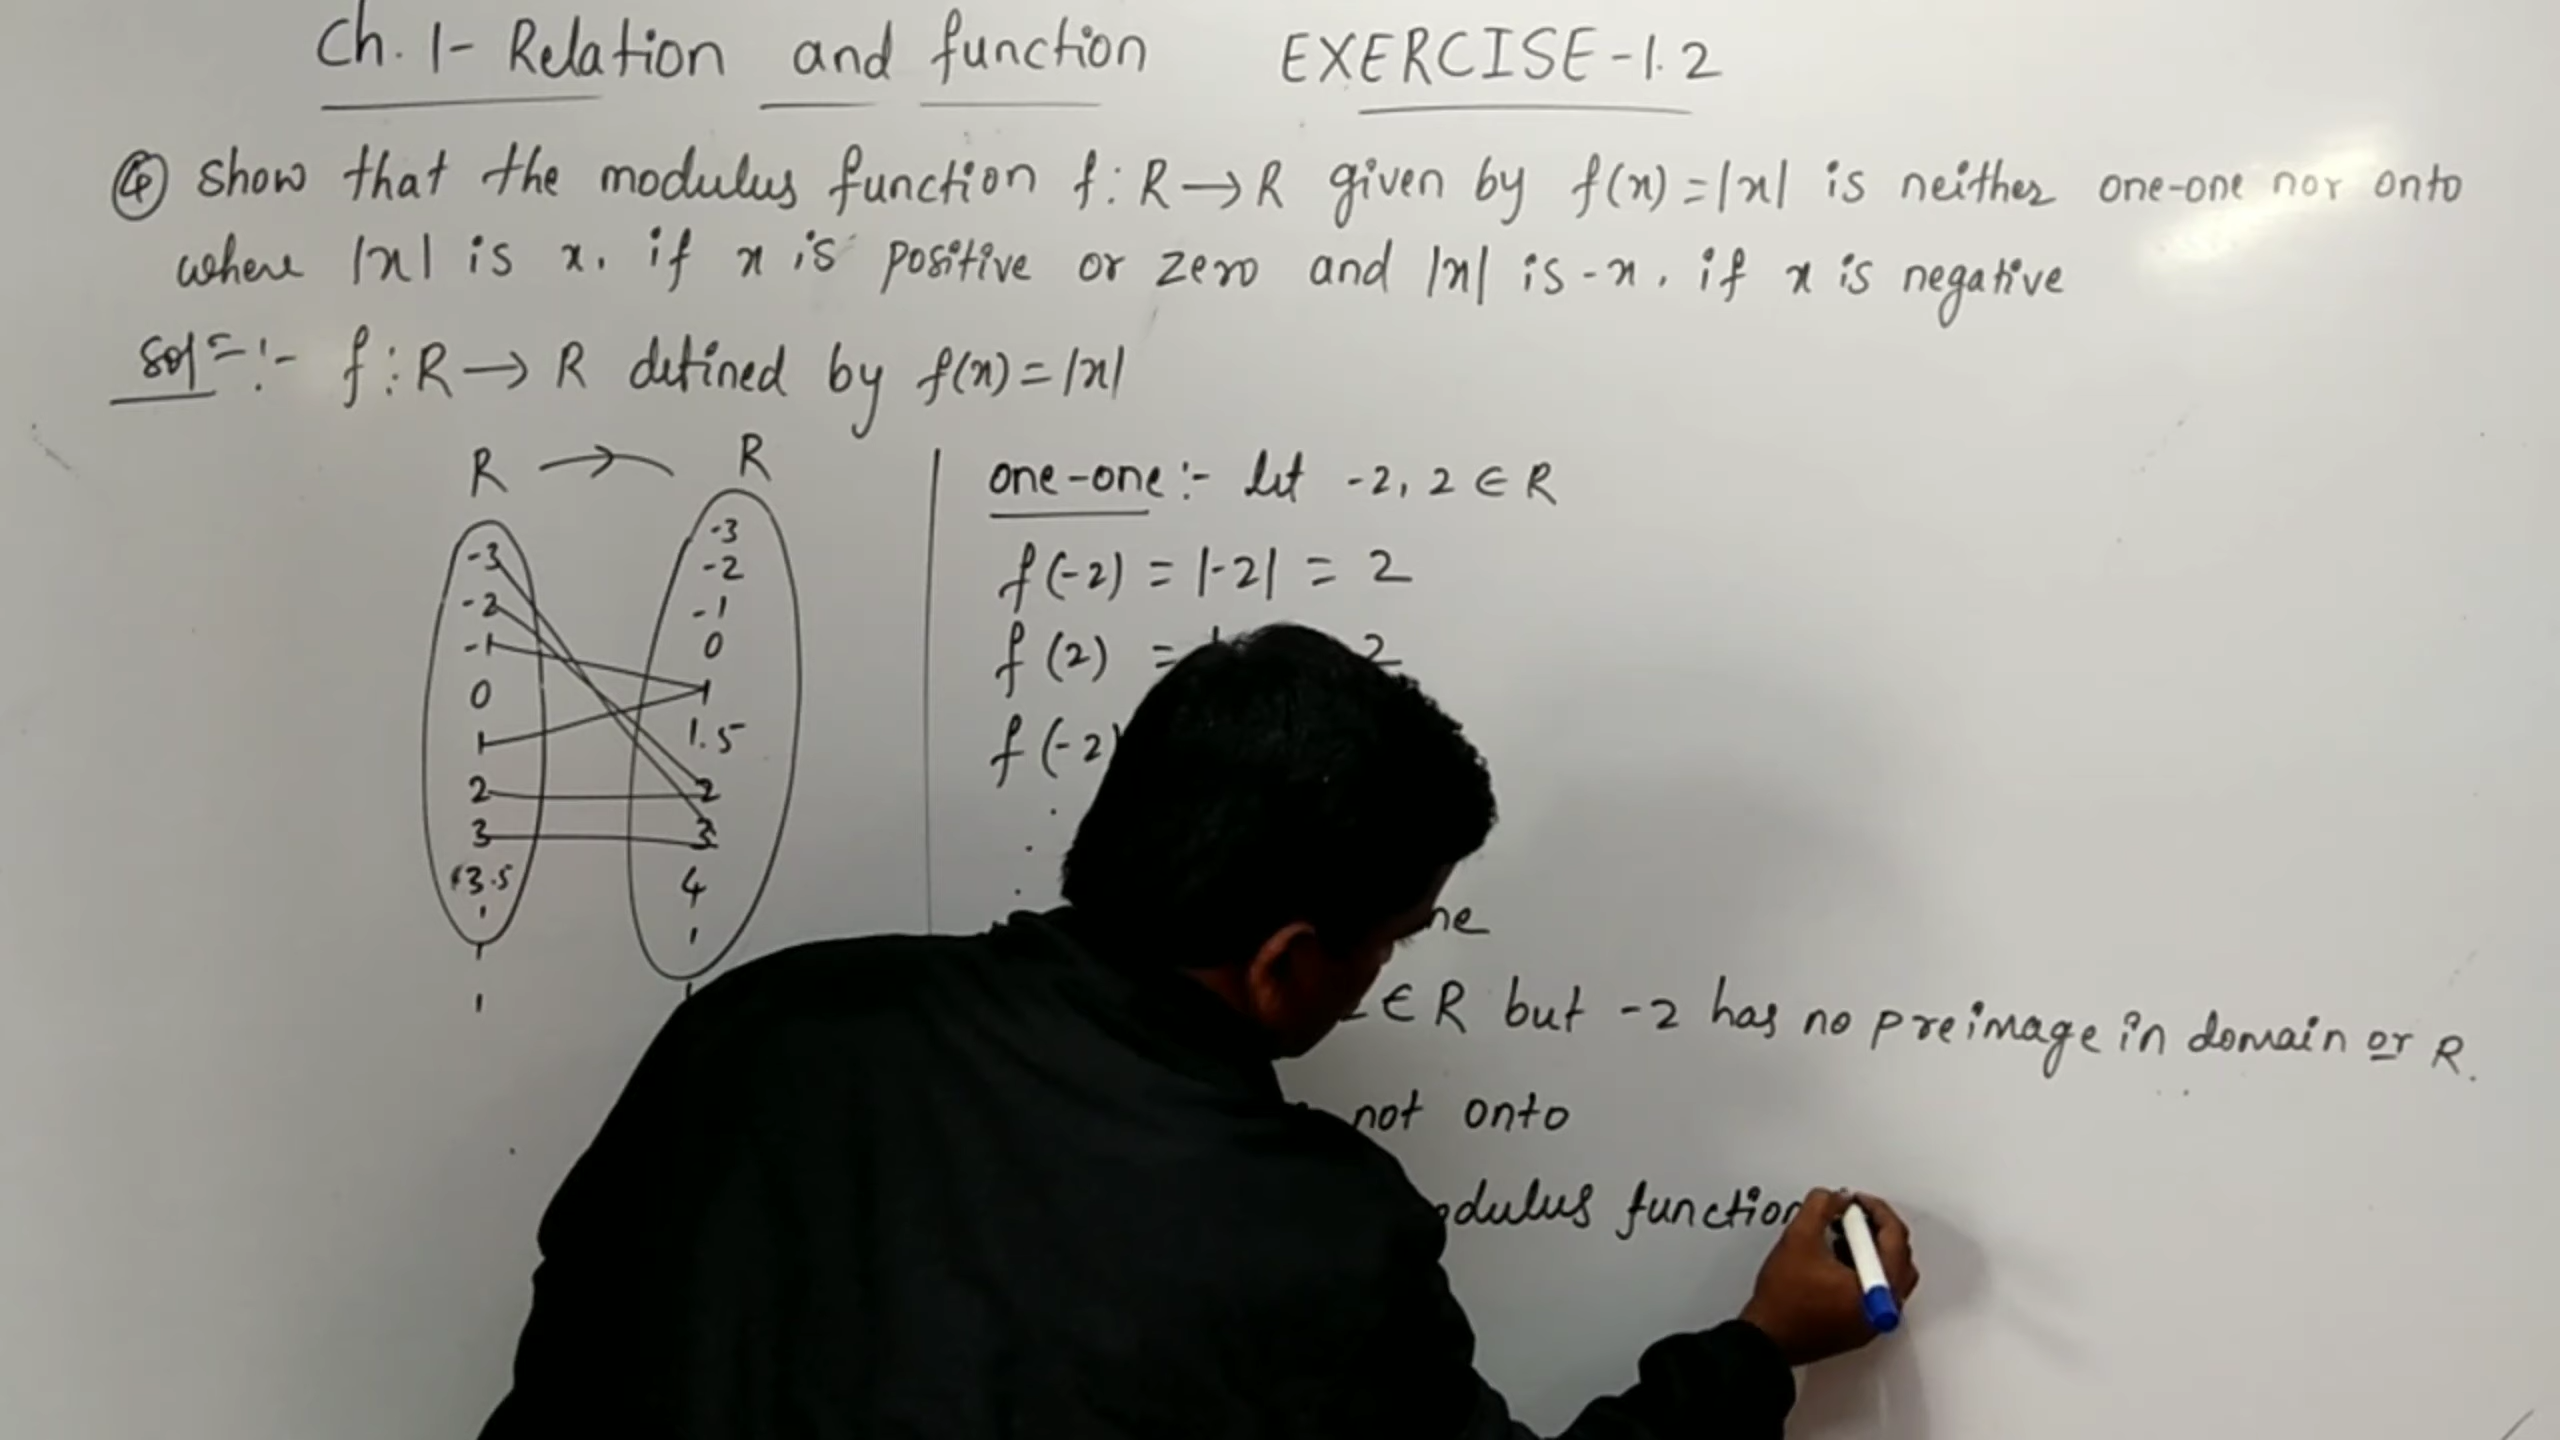 Ch. 1- Relation and function EXERCISE-1.2
④ Show that the modulus function f: R→R given by f(x)=|x| is neither one-one nor onto
where |x| is x, if x is positive or zero and |x| is -x, if x is negative
Solⁿ:- f: R→R defined by f(x)=|x|
R → R
-3
-2
-1
0
1
2
3
3.5
-3
-2
-1
0
1
1.5
2
3
4
one-one:- let -2, 2 ∈ R
f(-2) = |-2| = 2
f(2) = 2
f(-2)
∈ R but -2 has no preimage in domain or R.
not onto
function